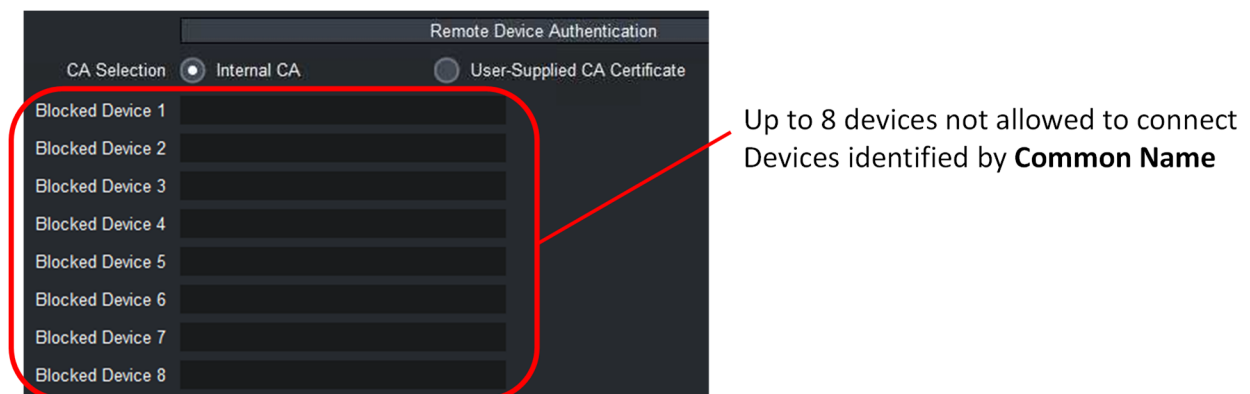 Remote Device Authentication
CA Selection Internal CA User-Supplied CA Certificate
Blocked Device 1
Blocked Device 2
Blocked Device 3
Blocked Device 4
Blocked Device 5
Blocked Device 6
Blocked Device 7
Blocked Device 8
Up to 8 devices not allowed to connect
Devices identified by Common Name